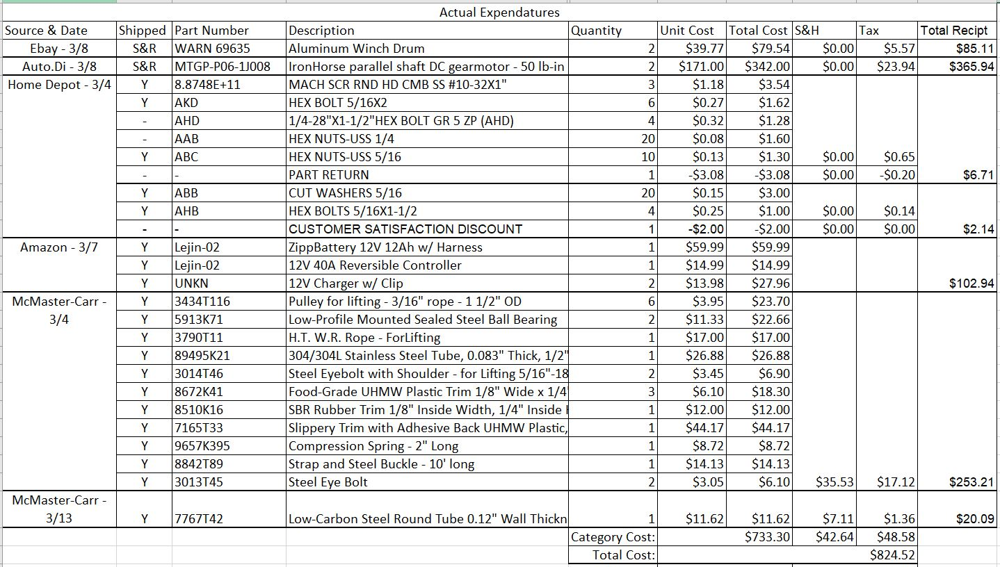 Actual Expendatures
Source & Date Shipped Part Number Description Quantity Unit Cost Total Cost S&H Tax Total Recipt
Ebay - 3/8 S&R WARN 69635 Aluminum Winch Drum 2 $39.77 $79.54 $0.00 $5.57 $85.11
Auto.Di - 3/8 S&R MTGP-P06-1J008 IronHorse parallel shaft DC gearmotor - 50 lb-in 2 $171.00 $342.00 $0.00 $23.94 $365.94
Home Depot - 3/4 Y 8.8748E+11 MACH SCR RND HD CMB SS #10-32X1" 3 $1.18 $3.54
Y AKD HEX BOLT 5/16X2 6 $0.27 $1.62
- AHD 1/4-28"X1-1/2"HEX BOLT GR 5 ZP (AHD) 4 $0.32 $1.28
- AAB HEX NUTS-USS 1/4 20 $0.08 $1.60
Y ABC HEX NUTS-USS 5/16 10 $0.13 $1.30 $0.00 $0.65
- - PART RETURN 1 -$3.08 -$3.08 $0.00 -$0.20 $6.71
Y ABB CUT WASHERS 5/16 20 $0.15 $3.00
Y AHB HEX BOLTS 5/16X1-1/2 4 $0.25 $1.00 $0.00 $0.14
- - CUSTOMER SATISFACTION DISCOUNT 1 -$2.00 -$2.00 $0.00 $0.00 $2.14
Amazon - 3/7 Y Lejin-02 ZippBattery 12V 12Ah w/ Harness 1 $59.99 $59.99
Y Lejin-02 12V 40A Reversible Controller 1 $14.99 $14.99
Y UNKN 12V Charger w/ Clip 2 $13.98 $27.96 $102.94
McMaster-Carr - Y 3434T116 Pulley for lifting - 3/16" rope - 1 1/2" OD 6 $3.95 $23.70
3/4 Y 5913K71 Low-Profile Mounted Sealed Steel Ball Bearing 2 $11.33 $22.66
Y 3790T11 H.T. W.R. Rope - ForLifting 1 $17.00 $17.00
Y 89495K21 304/304L Stainless Steel Tube, 0.083" Thick, 1/2" 1 $26.88 $26.88
Y 3014T46 Steel Eyebolt with Shoulder - for Lifting 5/16"-18 2 $3.45 $6.90
Y 8672K41 Food-Grade UHMW Plastic Trim 1/8" Wide x 1/4" 3 $6.10 $18.30
Y 8510K16 SBR Rubber Trim 1/8" Inside Width, 1/4" Inside 1 $12.00 $12.00
Y 7165T33 Slippery Trim with Adhesive Back UHMW Plastic, 1 $44.17 $44.17
Y 9657K395 Compression Spring - 2" Long 1 $8.72 $8.72
Y 8842T89 Strap and Steel Buckle - 10' long 1 $14.13 $14.13
Y 3013T45 Steel Eye Bolt 2 $3.05 $6.10 $35.53 $17.12 $253.21
McMaster-Carr -
3/13 Y 7767T42 Low-Carbon Steel Round Tube 0.12" Wall Thickn 1 $11.62 $11.62 $7.11 $1.36 $20.09
Category Cost: $733.30 $42.64 $48.58
Total Cost: $824.52